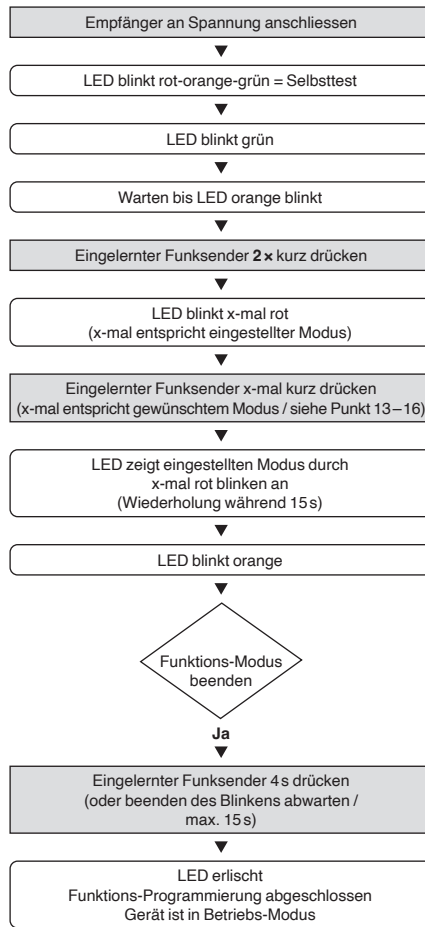 Empfänger an Spannung anschliessen
LED blinkt rot-orange-grün = Selbsttest
LED blinkt grün
Warten bis LED orange blinkt
Eingelernter Funksender 2 × kurz drücken
LED blinkt x-mal rot
(x-mal entspricht eingestellter Modus)
Eingelernter Funksender x-mal kurz drücken
(x-mal entspricht gewünschtem Modus / siehe Punkt 13–16)
LED zeigt eingestellten Modus durch
x-mal rot blinken an
(Wiederholung während 15 s)
LED blinkt orange
Funktions-Modus
beenden
Ja
Eingelernter Funksender 4 s drücken
(oder beenden des Blinkens abwarten /
max. 15 s)
LED erlischt
Funktions-Programmierung abgeschlossen
Gerät ist in Betriebs-Modus